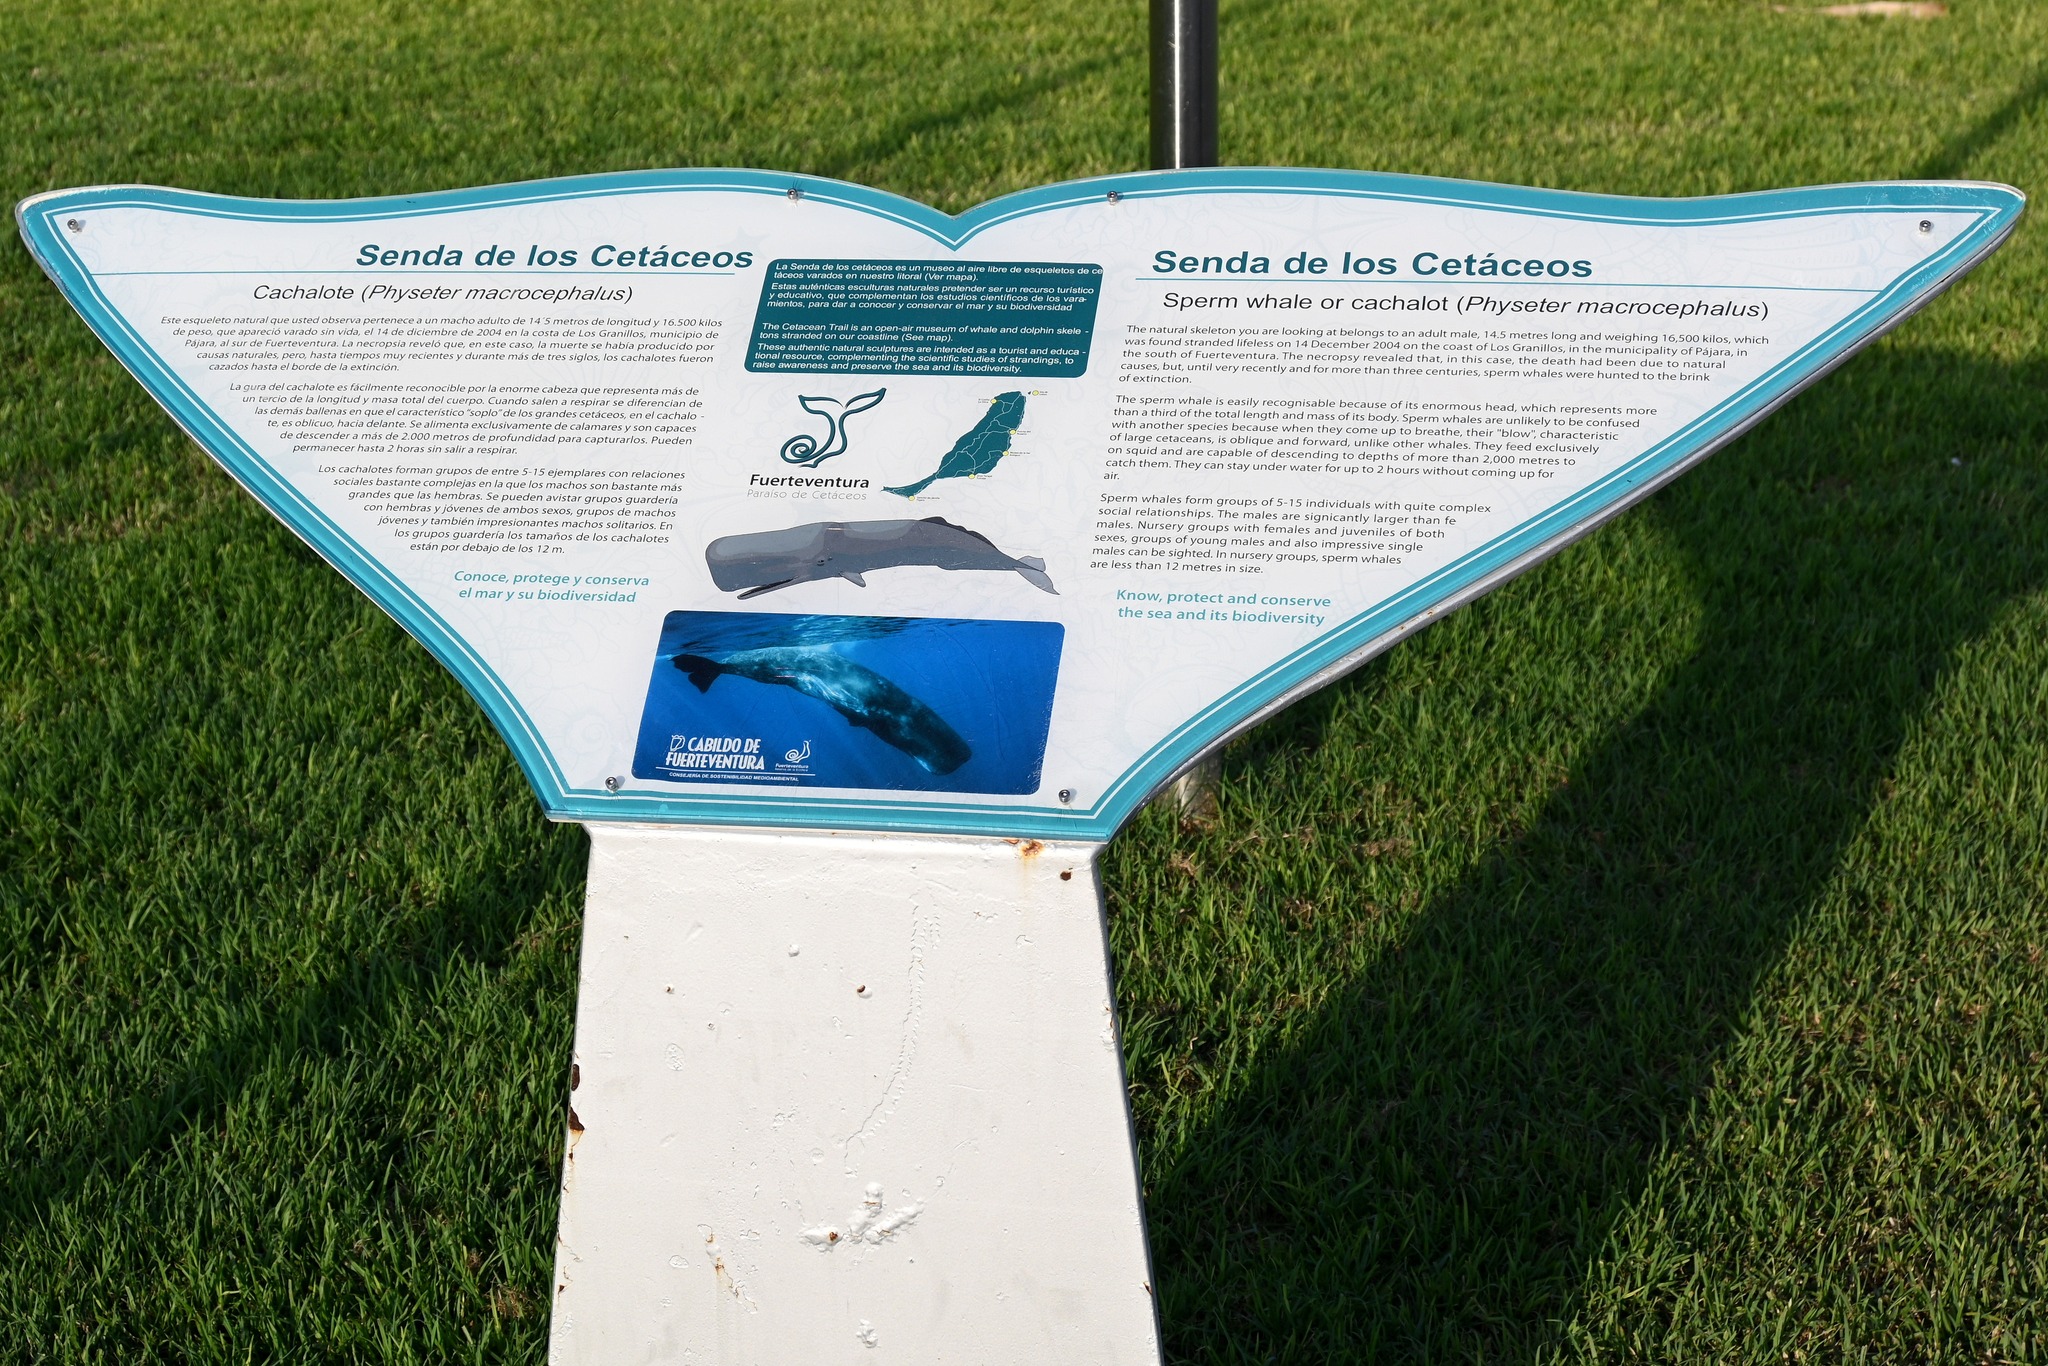 Senda de los Cetáceos
Cachalote (Physeter macrocephalus)
Este esqueleto natural que usted observa pertenece a un macho adulto de 14´5 metros de longitud y 16.500 kilos
de peso, que apareció varado sin vida, el 14 de diciembre de 2004 en la costa de Los Granillos, municipio de
Pájara, al sur de Fuerteventura. La necropsia reveló que, en este caso, la muerte se había producido por
causas naturales, pero, hasta tiempos muy recientes y durante más de tres siglos, los cachalotes fueron
cazados hasta el borde de la extinción.
La gura del cachalote es fácilmente reconocible por la enorme cabeza que representa más de
un tercio de la longitud y masa total del cuerpo. Cuando salen a respirar se diferencian de
las demás ballenas en que el característico "soplo" de los grandes cetáceos, en el cachalo -
te, es oblicuo, hacia delante. Se alimenta exclusivamente de calamares y son capaces
de descender a más de 2.000 metros de profundidad para capturarlos. Pueden
permanecer hasta 2 horas sin salir a respirar.
Los cachalotes forman grupos de entre 5-15 ejemplares con relaciones
sociales bastante complejas en la que los machos son bastante más
grandes que las hembras. Se pueden avistar grupos guardería
con hembras y jóvenes de ambos sexos, grupos de machos
jóvenes y también impresionantes machos solitarios. En
los grupos guardería los tamaños de los cachalotes
están por debajo de los 12 m.
Conoce, protege y conserva
el mar y su biodiversidad
La Senda de los cetáceos es un museo al aire libre de esqueletos de ce
táceos varados en nuestro litoral (Ver mapa).
Estas auténticas esculturas naturales pretender ser un recurso turístico
y educativo, que complementan los estudios científicos de los vara-
mientos, para dar a conocer y conservar el mar y su biodiversidad
The Cetacean Trail is an open-air museum of whale and dolphin skele -
tons stranded on our coastline (See map).
These authentic natural sculptures are intended as a tourist and educa -
tional resource, complementing the scientific studies of strandings, to
raise awareness and preserve the sea and its biodiversity.
Fuerteventura
Paraíso de Cetáceos
CABILDO DE
FUERTEVENTURA
CONSEJERÍA DE SOSTENIBILIDAD MEDIOAMBIENTAL
Fuerteventura
Senda de los Cetáceos
Sperm whale or cachalot (Physeter macrocephalus)
The natural skeleton you are looking at belongs to an adult male, 14.5 metres long and weighing 16,500 kilos, which
was found stranded lifeless on 14 December 2004 on the coast of Los Granillos, in the municipality of Pájara, in
the south of Fuerteventura. The necropsy revealed that, in this case, the death had been due to natural
causes, but, until very recently and for more than three centuries, sperm whales were hunted to the brink
of extinction.
The sperm whale is easily recognisable because of its enormous head, which represents more
than a third of the total length and mass of its body. Sperm whales are unlikely to be confused
with another species because when they come up to breathe, their "blow", characteristic
of large cetaceans, is oblique and forward, unlike other whales. They feed exclusively
on squid and are capable of descending to depths of more than 2,000 metres to
catch them. They can stay under water for up to 2 hours without coming up for
air.
Sperm whales form groups of 5-15 individuals with quite complex
social relationships. The males are signicantly larger than fe
males. Nursery groups with females and juveniles of both
sexes, groups of young males and also impressive single
males can be sighted. In nursery groups, sperm whales
are less than 12 metres in size.
Know, protect and conserve
the sea and its biodiversity